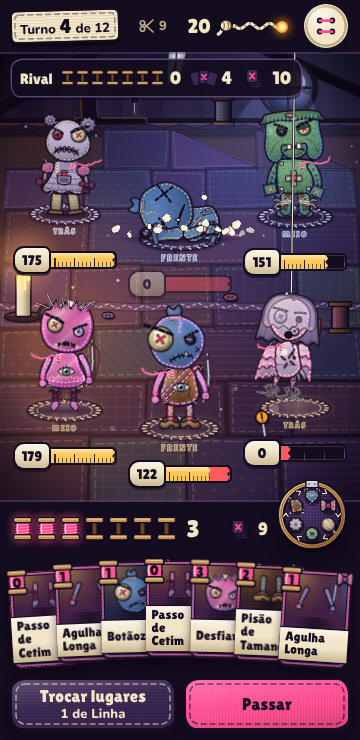 Turno 4 de 12
9
20
Rival
0
4
10
TRÁS
FRENTE
MEIO
175
151
0
MEIO
FRENTE
TRÁS
179
122
0
3
9
0
Passo
de
Cetim
1
Agulha
Longa
1
Botãoz
0
Passo
de
Cetim
3
Desfia
2
Pisão
de
Taman
1
Agulha
Longa
Trocar lugares
1 de Linha
Passar